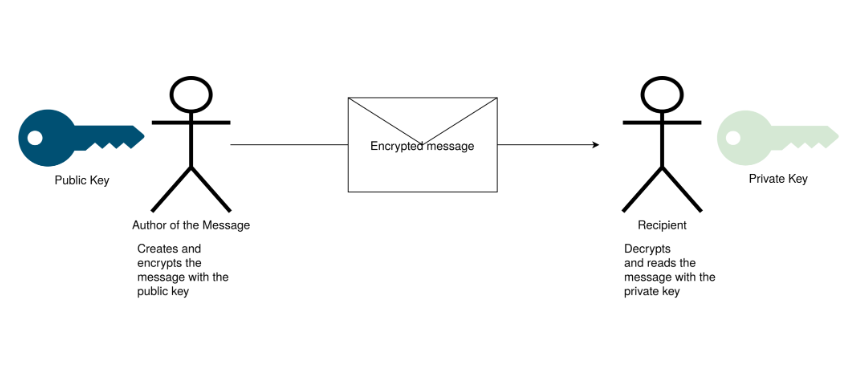 Encrypted message
Public Key
Private Key
Author of the Message
Recipient
Creates and
encrypts the
message with the
public key
Decrypts
and reads the
message with the
private key